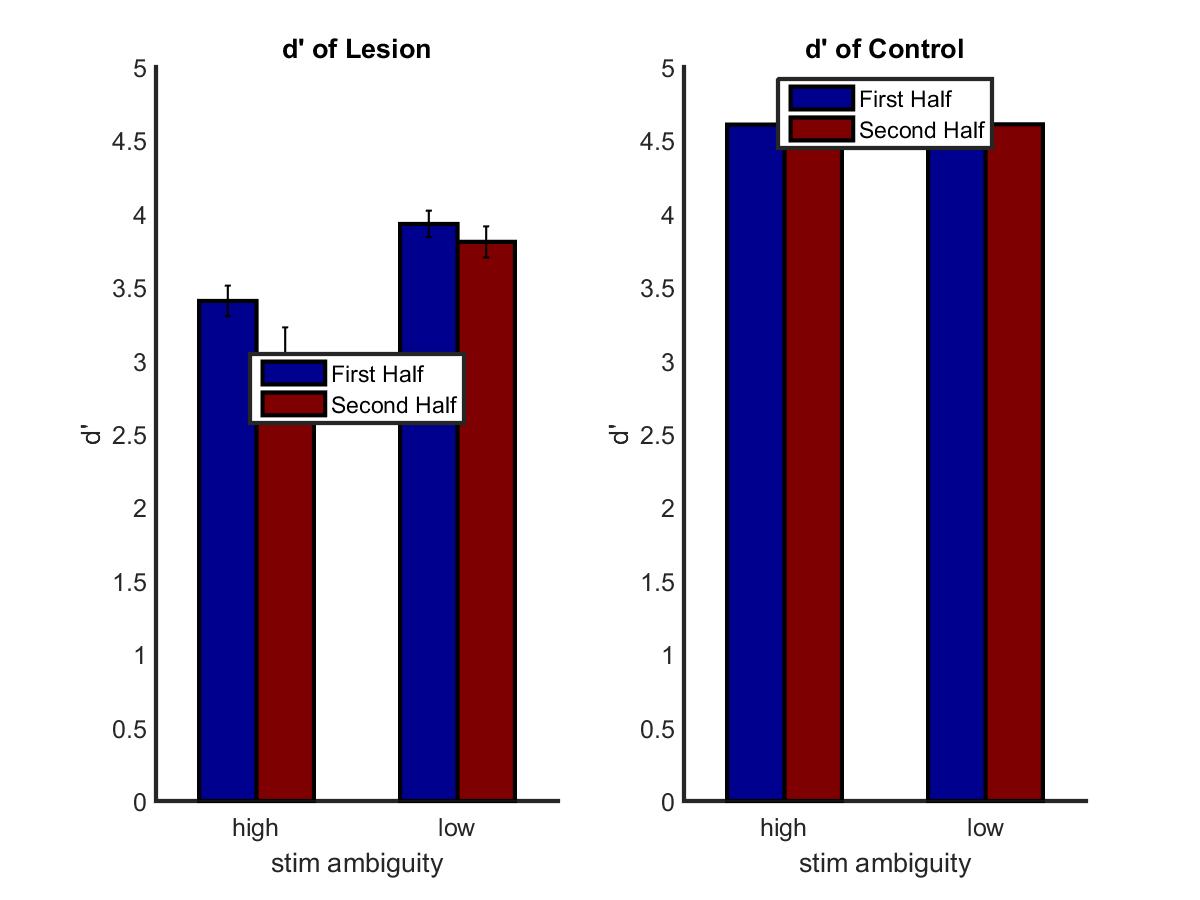 d' of Lesion
5
4.5
4
3.5
3
2.5
2
1.5
1
0.5
0
d'
First Half
Second Half
high
low
stim ambiguity
d' of Control
5
4.5
4
3.5
3
2.5
2
1.5
1
0.5
0
d'
First Half
Second Half
high
low
stim ambiguity